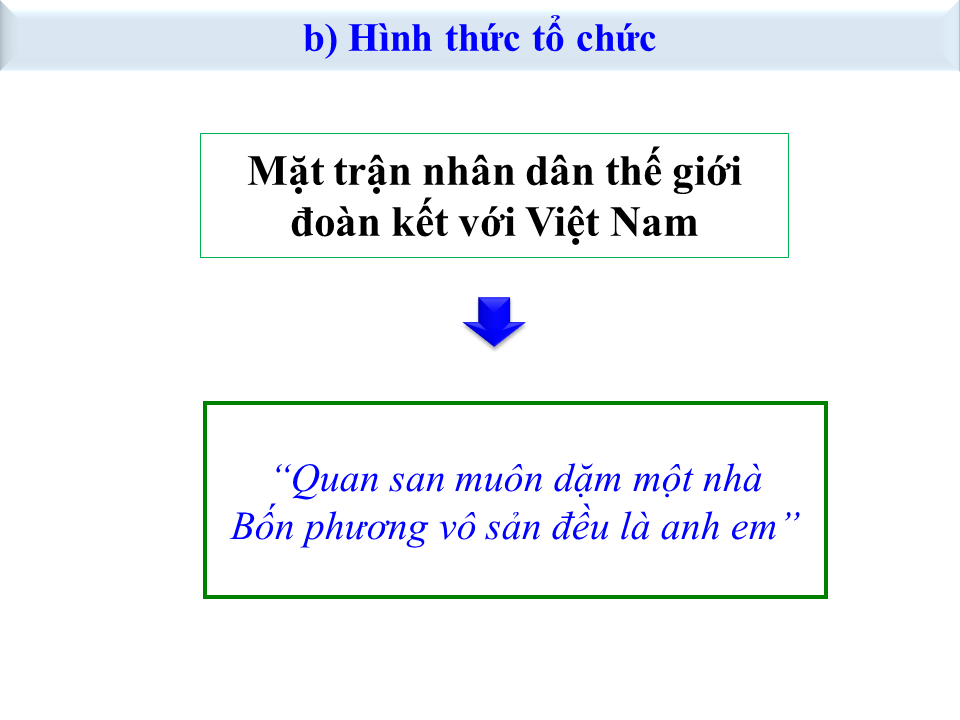 b) Hình thức tổ chức
Mặt trận nhân dân thế giới
đoàn kết với Việt Nam
“Quan san muôn dặm một nhà
Bốn phương vô sản đều là anh em”